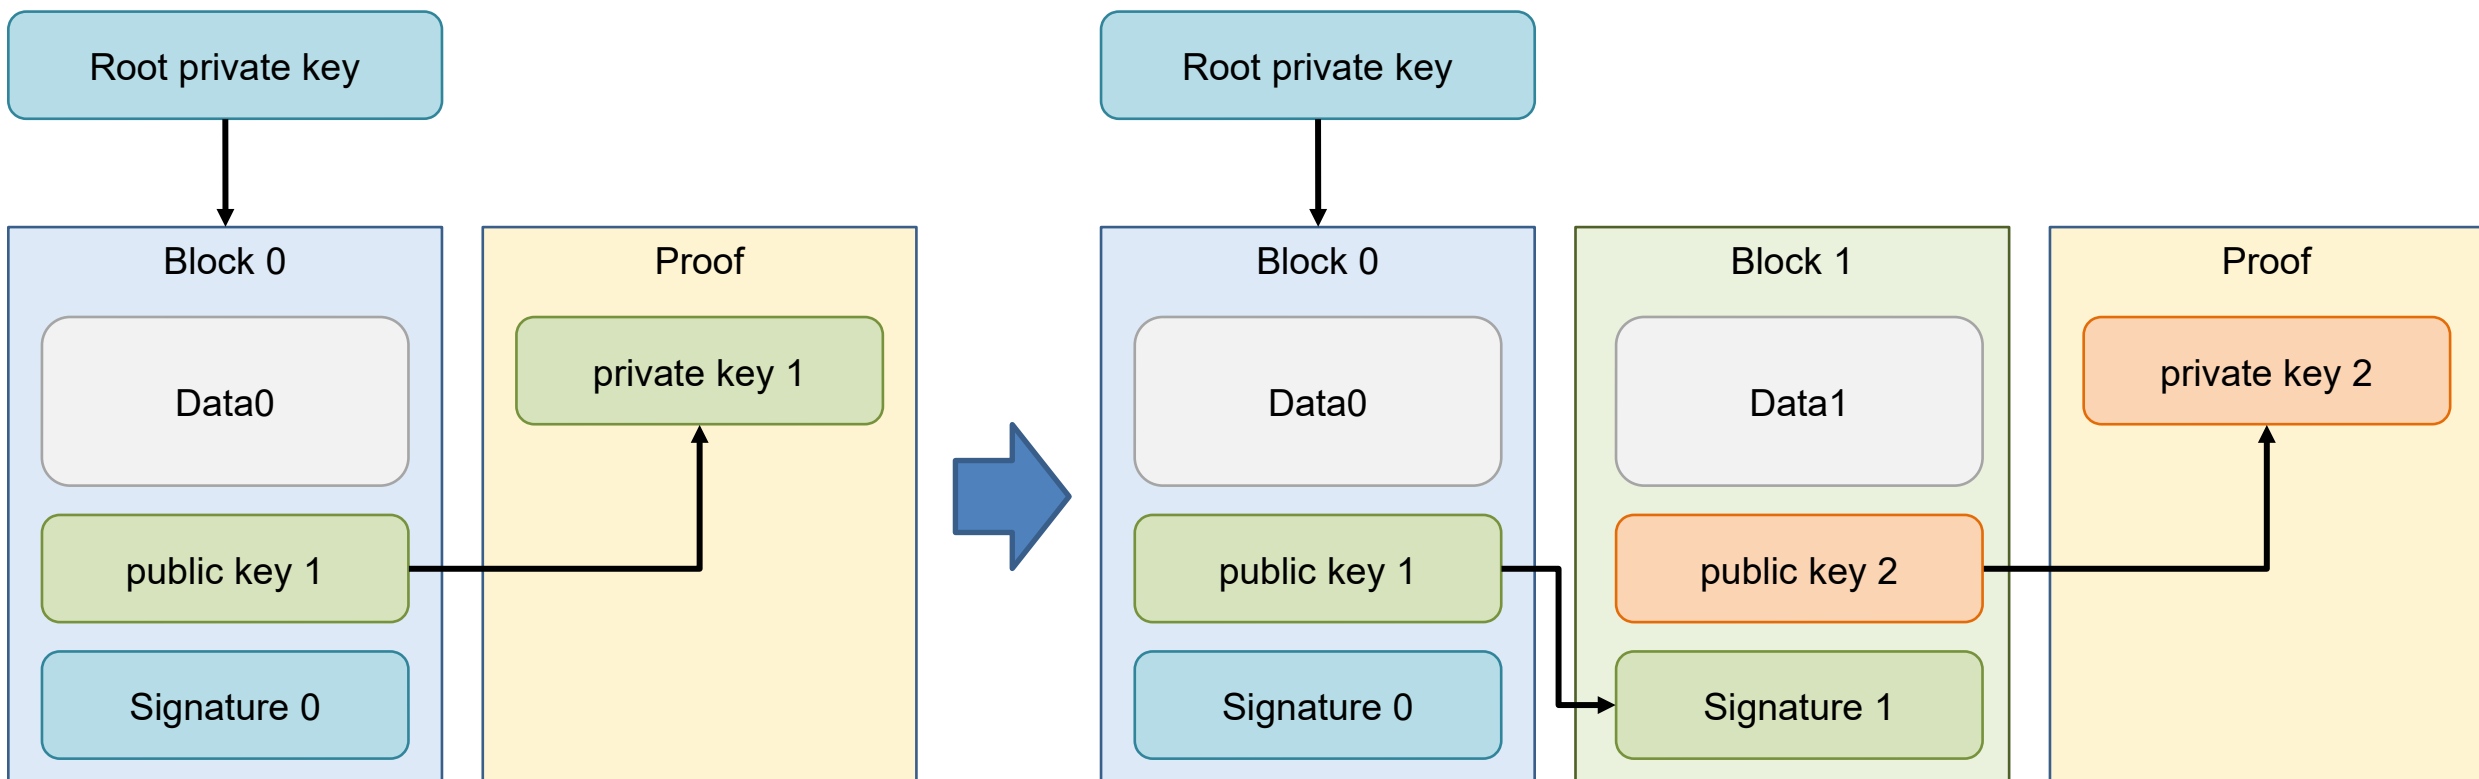 Root private key
Block 0
Data0
public key 1
Signature 0
Proof
private key 1
Root private key
Block 0
Data0
public key 1
Signature 0
Block 1
Data1
public key 2
Signature 1
Proof
private key 2